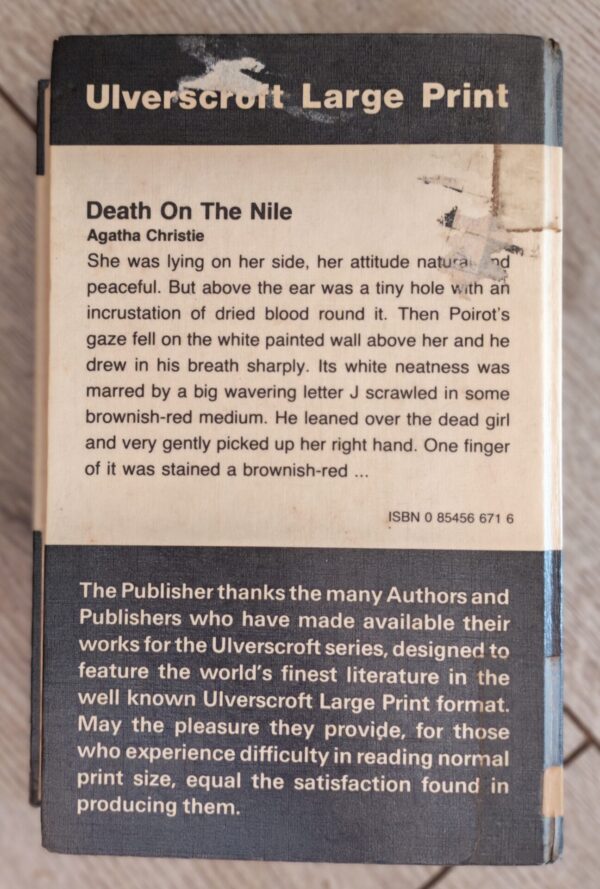 Ulverscroft Large Print
Death On The Nile
Agatha Christie
She was lying on her side, her attitude natural and
peaceful. But above the ear was a tiny hole with an
incrustation of dried blood round it. Then Poirot's
gaze fell on the white painted wall above her and he
drew in his breath sharply. Its white neatness was
marred by a big wavering letter J scrawled in some
brownish-red medium. He leaned over the dead girl
and very gently picked up her right hand. One finger
of it was stained a brownish-red ...
ISBN 0 85456 671 6
The Publisher thanks the many Authors and
Publishers who have made available their
works for the Ulverscroft series, designed to
feature the world's finest literature in the
well known Ulverscroft Large Print format.
May the pleasure they provide, for those
who experience difficulty in reading normal
print size, equal the satisfaction found in
producing them.